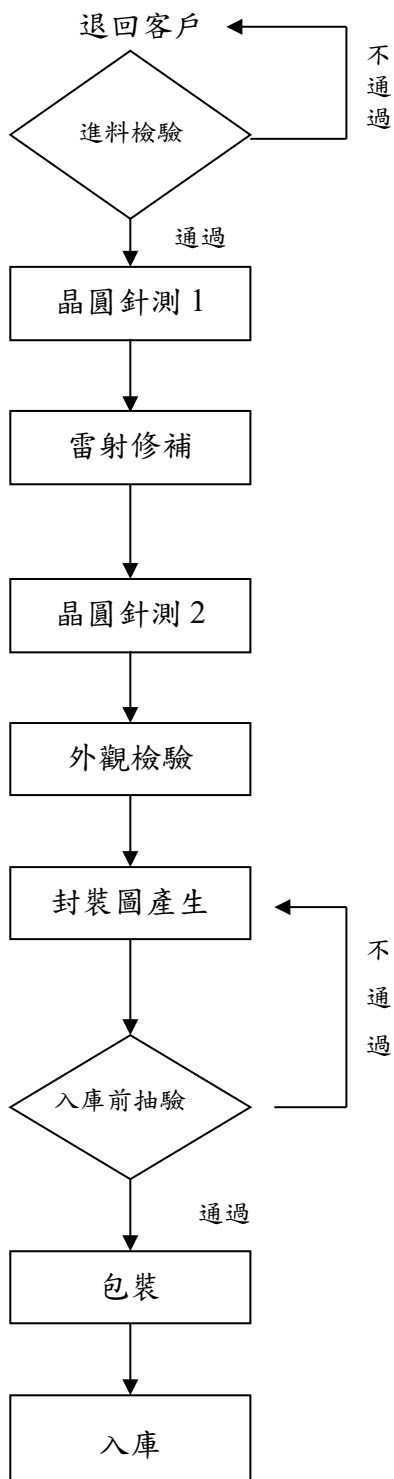 退回客戶
不通過
進料檢驗
通過
晶圓針測 1
雷射修補
晶圓針測 2
外觀檢驗
封裝圖產生
不通過
入庫前抽驗
通過
包裝
入庫